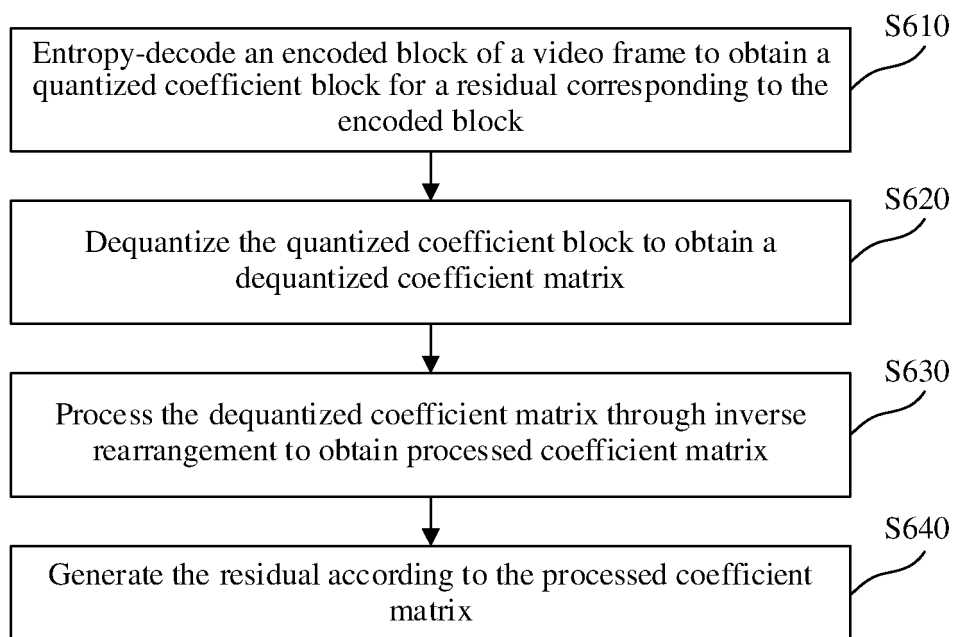 S610
Entropy-decode an encoded block of a video frame to obtain a
quantized coefficient block for a residual corresponding to the
encoded block
S620
Dequantize the quantized coefficient block to obtain a
dequantized coefficient matrix
S630
Process the dequantized coefficient matrix through inverse
rearrangement to obtain processed coefficient matrix
S640
Generate the residual according to the processed coefficient
matrix